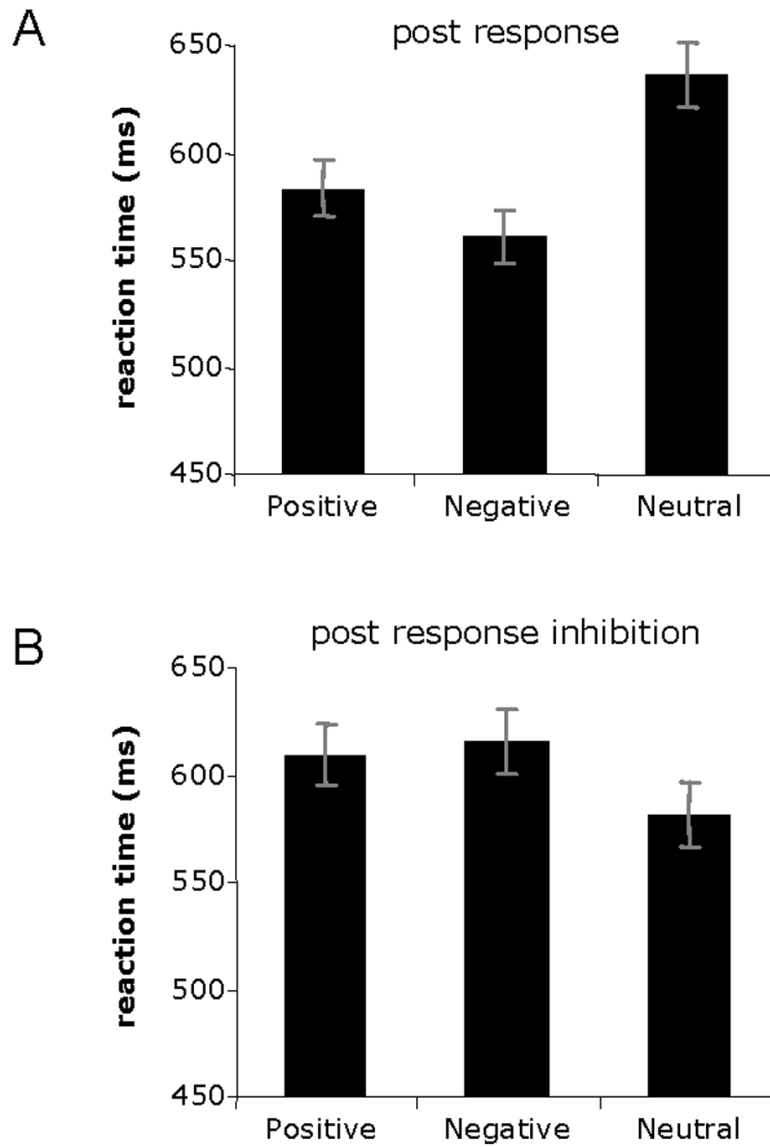 A
post response
reaction time (ms)
650
600
550
500
450
Positive Negative Neutral
B
post response inhibition
reaction time (ms)
650
600
550
500
450
Positive Negative Neutral